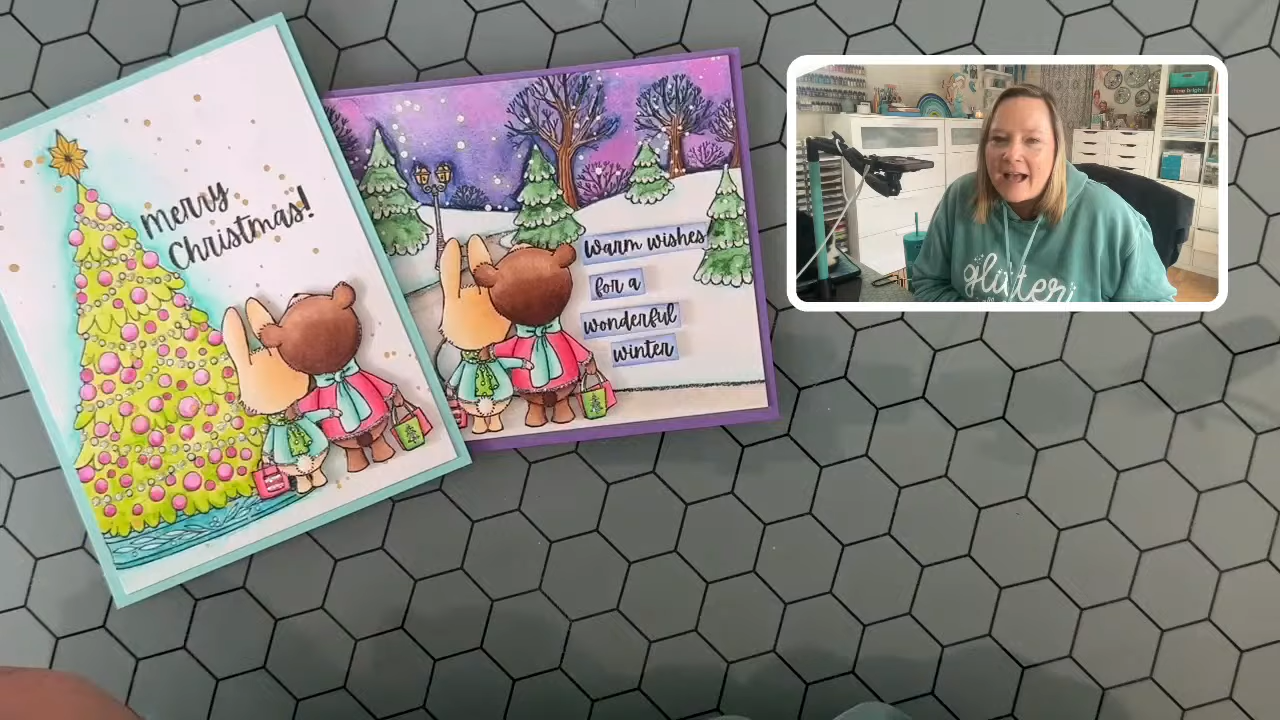 merry
Christmas!
warm wishes
for a
wonderful
winter
glitter